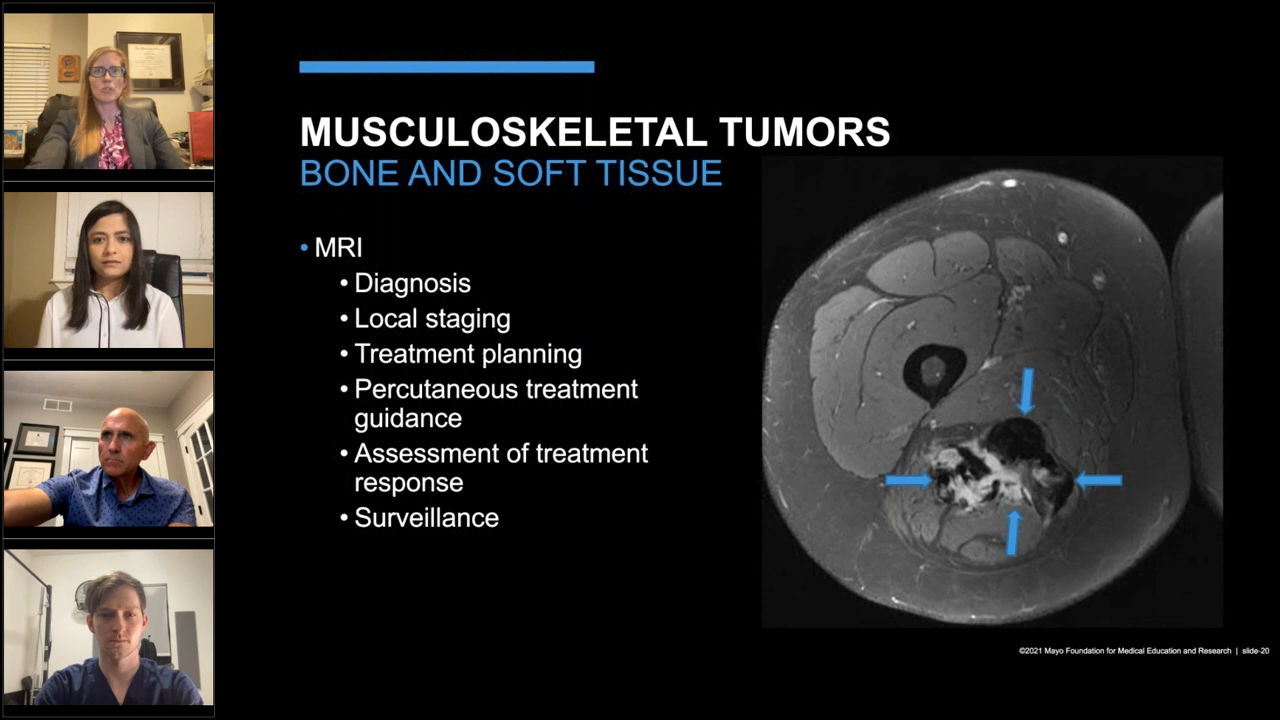 MUSCULOSKELETAL TUMORS
BONE AND SOFT TISSUE
• MRI
• Diagnosis
• Local staging
• Treatment planning
• Percutaneous treatment
guidance
• Assessment of treatment
response
• Surveillance
©2021 Mayo Foundation for Medical Education and Research | slide-20